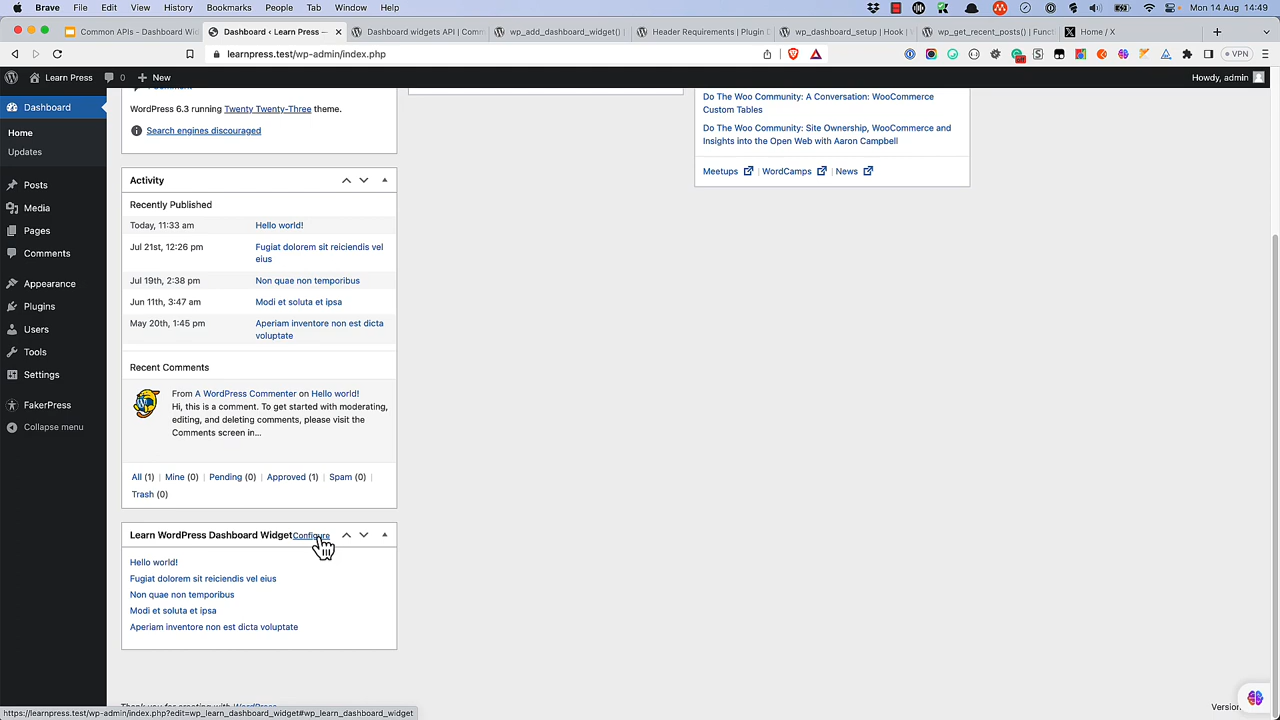 Brave File Edit View History Bookmarks People Tab Window Help Mon 14 Aug 14:49
Common APIs - Dashboard Wi Dashboard ‹ Learn Press — Dashboard widgets API | Comm wp_add_dashboard_widget() Header Requirements | Plugin D wp_dashboard_setup | Hook | W wp_get_recent_posts() | Funct Home / X
learnpress.test/wp-admin/index.php VPN
Learn Press 0 New Howdy, admin
Dashboard
Home
Updates
Posts
Media
Pages
Comments
Appearance
Plugins
Users
Tools
Settings
FakerPress
Collapse menu
WordPress 6.3 running Twenty Twenty-Three theme.
Search engines discouraged
Activity
Recently Published
Today, 11:33 am Hello world!
Jul 21st, 12:26 pm Fugiat dolorem sit reiciendis vel
eius
Jul 19th, 2:38 pm Non quae non temporibus
Jun 11th, 3:47 am Modi et soluta et ipsa
May 20th, 1:45 pm Aperiam inventore non est dicta
voluptate
Recent Comments
From A WordPress Commenter on Hello world!
Hi, this is a comment. To get started with moderating,
editing, and deleting comments, please visit the
Comments screen in…
All (1) | Mine (0) | Pending (0) | Approved (1) | Spam (0) |
Trash (0)
Learn WordPress Dashboard Widget Configure
Hello world!
Fugiat dolorem sit reiciendis vel eius
Non quae non temporibus
Modi et soluta et ipsa
Aperiam inventore non est dicta voluptate
Do The Woo Community: A Conversation: WooCommerce
Custom Tables
Do The Woo Community: Site Ownership, WooCommerce and
Insights into the Open Web with Aaron Campbell
Meetups | WordCamps | News
Thank you for creating with WordPress.
Version
https://learnpress.test/wp-admin/index.php?edit=wp_learn_dashboard_widget#wp_learn_dashboard_widget